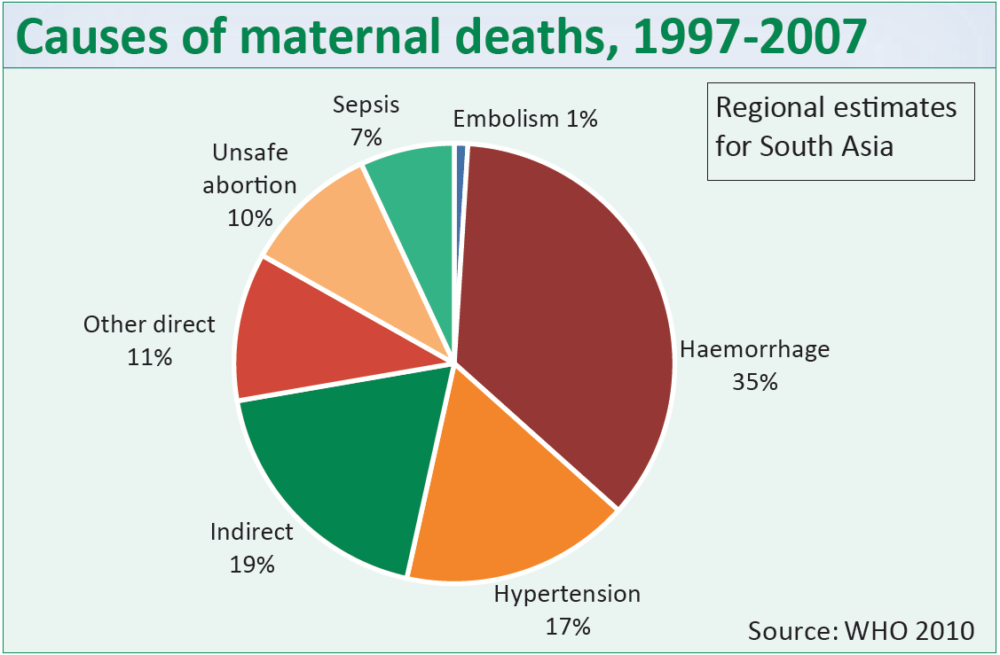 Causes of maternal deaths, 1997-2007
Regional estimates
for South Asia
Sepsis
7%
Embolism 1%
Unsafe
abortion
10%
Other direct
11%
Haemorrhage
35%
Indirect
19%
Hypertension
17%
Source: WHO 2010